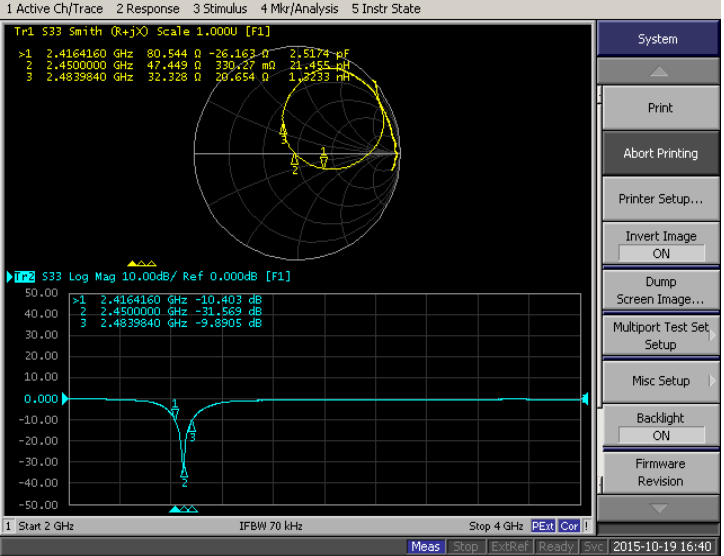 1 Active Ch/Trace 2 Response 3 Stimulus 4 Mkr/Analysis 5 Instr State
Tr1 S33 Smith (R+jX) Scale 1.000U [F1]
>1 2.4164160 GHz 80.544 Ω -26.163 Ω 2.5174 pF
2 2.4500000 GHz 47.449 Ω 330.27 mΩ 21.455 pH
3 2.4839840 GHz 32.328 Ω 20.654 Ω 1.3233 nH
1
2
3
Tr2 S33 Log Mag 10.00dB/ Ref 0.000dB [F1]
50.00
40.00
30.00
20.00
10.00
0.000
-10.00
-20.00
-30.00
-40.00
-50.00
>1 2.4164160 GHz -10.403 dB
2 2.4500000 GHz -31.569 dB
3 2.4839840 GHz -9.8905 dB
1
3
2
1 Start 2 GHz IFBW 70 kHz Stop 4 GHz PExt Cor !
System
Print
Abort Printing
Printer Setup...
Invert Image
ON
Dump
Screen Image...
Multiport Test Set
Setup
Misc Setup
Backlight
ON
Firmware
Revision
Meas Stop ExtRef Ready Svc 2015-10-19 16:40